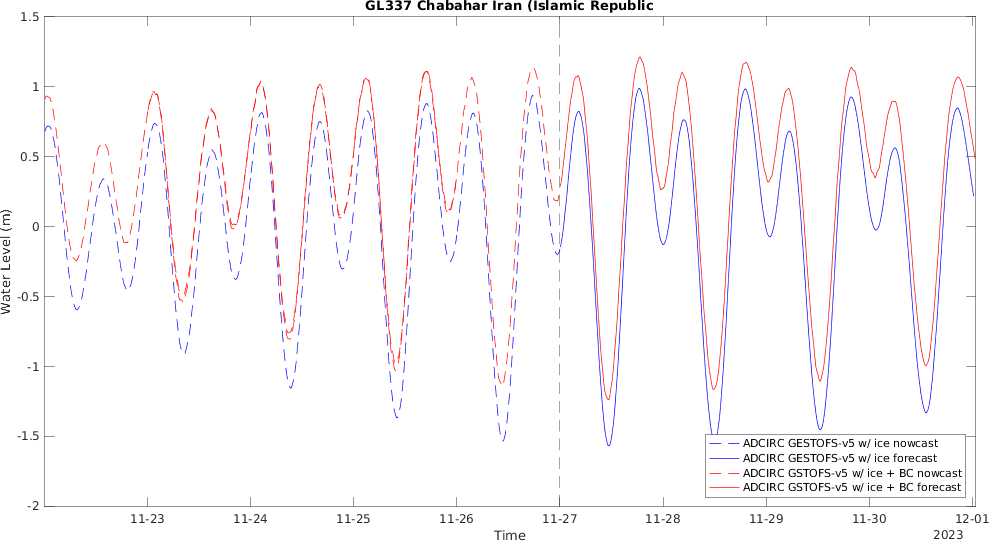 GL337 Chabahar Iran (Islamic Republic
1.5
1
0.5
0
-0.5
-1
-1.5
-2
Water Level (m)
11-23
11-24
11-25
11-26
11-27
11-28
11-29
11-30
12-01
Time
2023
ADCIRC GESTOFS-v5 w/ ice nowcast
ADCIRC GESTOFS-v5 w/ ice forecast
ADCIRC GSTOFS-v5 w/ ice + BC nowcast
ADCIRC GSTOFS-v5 w/ ice + BC forecast